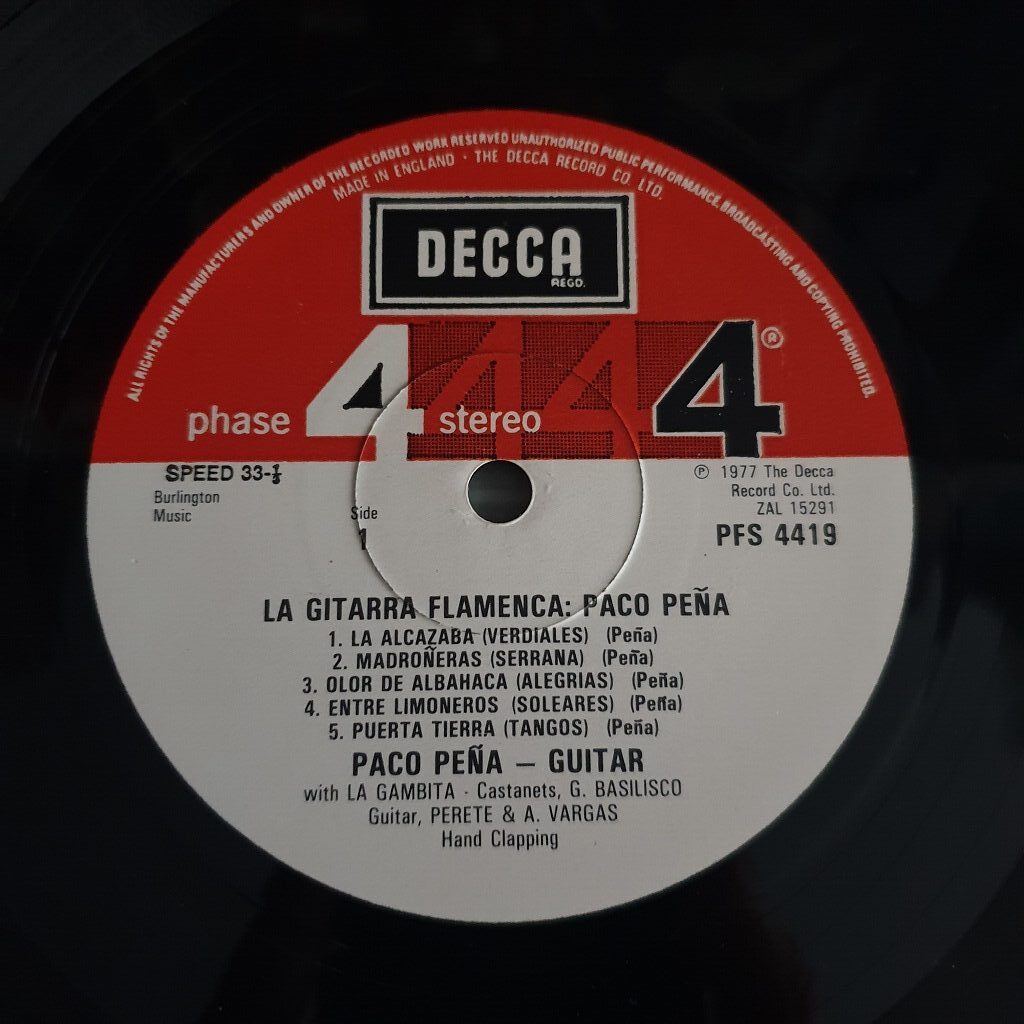 ALL RIGHTS OF THE MANUFACTURERS AND OWNER OF THE RECORDED WORK RESERVED UNAUTHORIZED PUBLIC PERFORMANCE, BROADCASTING AND COPYING PROHIBITED.
MADE IN ENGLAND · THE DECCA RECORD CO. LTD.
DECCA
REGD.
phase 4 stereo 4 4 4 4 ®
SPEED 33-⅓
Burlington
Music
Side
1
℗ 1977 The Decca
Record Co. Ltd.
ZAL 15291
PFS 4419
LA GITARRA FLAMENCA: PACO PEÑA
1. LA ALCAZABA (VERDIALES) (Peña)
2. MADROÑERAS (SERRANA) (Peña)
3. OLOR DE ALBAHACA (ALEGRIAS) (Peña)
4. ENTRE LIMONEROS (SOLEARES) (Peña)
5. PUERTA TIERRA (TANGOS) (Peña)
PACO PEÑA – GUITAR
with LA GAMBITA - Castanets, G. BASILISCO
Guitar, PERETE & A. VARGAS
Hand Clapping